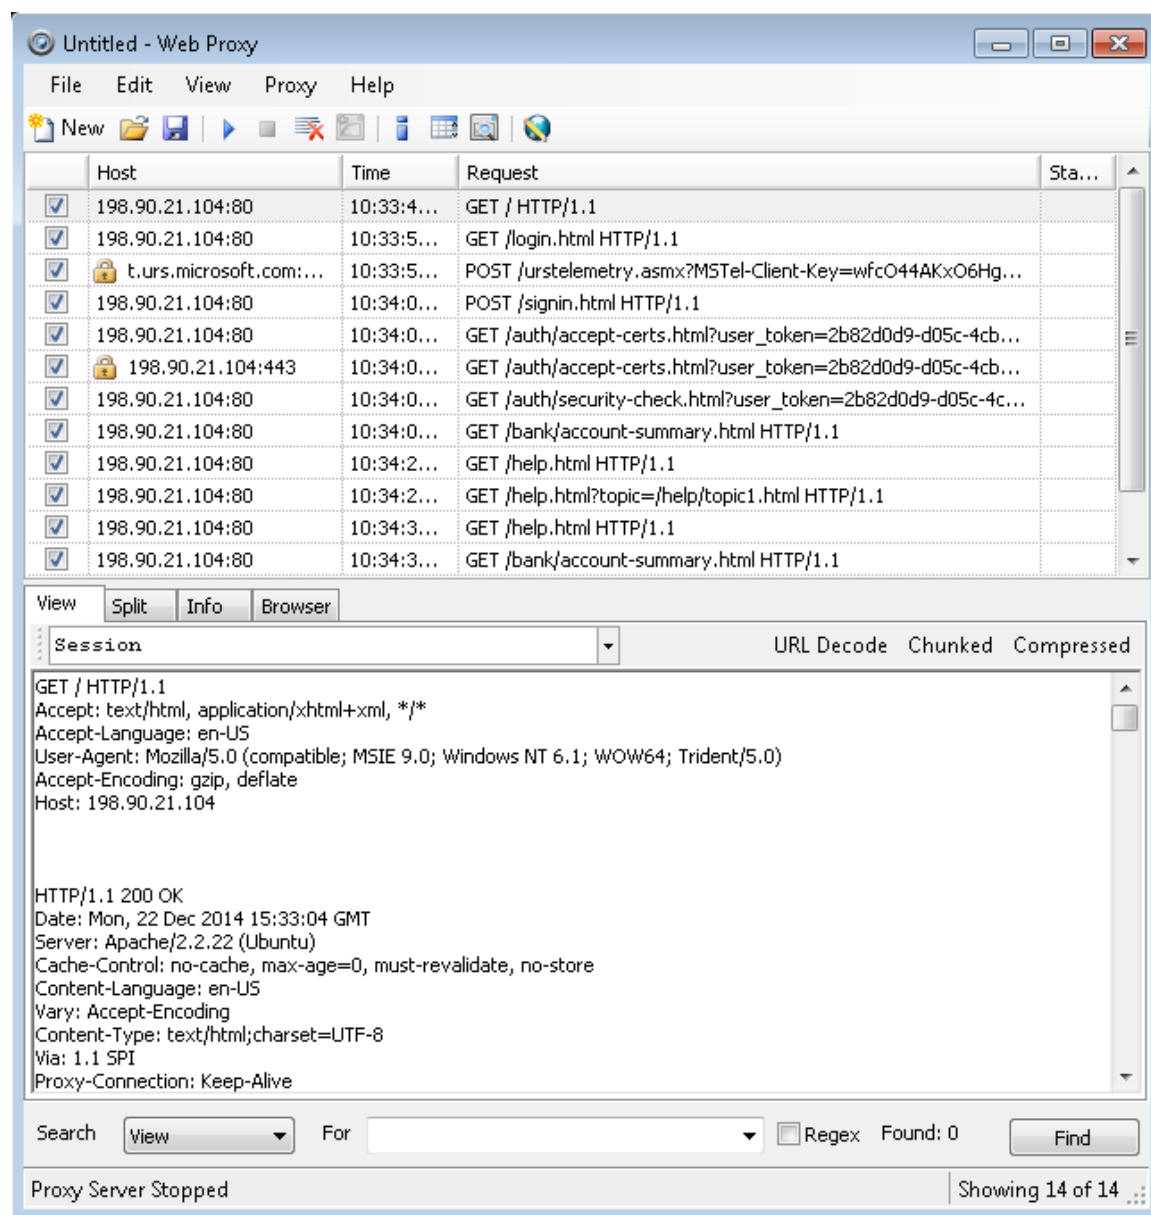 Untitled - Web Proxy
File Edit View Proxy Help
New
Host Time Request Sta...
198.90.21.104:80 10:33:4... GET / HTTP/1.1
198.90.21.104:80 10:33:5... GET /login.html HTTP/1.1
t.urs.microsoft.com:... 10:33:5... POST /urstelemetry.asmx?MSTel-Client-Key=wfcO44AKxO6Hg...
198.90.21.104:80 10:34:0... POST /signin.html HTTP/1.1
198.90.21.104:80 10:34:0... GET /auth/accept-certs.html?user_token=2b82d0d9-d05c-4cb...
198.90.21.104:443 10:34:0... GET /auth/accept-certs.html?user_token=2b82d0d9-d05c-4cb...
198.90.21.104:80 10:34:0... GET /auth/security-check.html?user_token=2b82d0d9-d05c-4c...
198.90.21.104:80 10:34:0... GET /bank/account-summary.html HTTP/1.1
198.90.21.104:80 10:34:2... GET /help.html HTTP/1.1
198.90.21.104:80 10:34:2... GET /help.html?topic=/help/topic1.html HTTP/1.1
198.90.21.104:80 10:34:3... GET /help.html HTTP/1.1
198.90.21.104:80 10:34:3... GET /bank/account-summary.html HTTP/1.1
View Split Info Browser
Session URL Decode Chunked Compressed
GET / HTTP/1.1
Accept: text/html, application/xhtml+xml, */*
Accept-Language: en-US
User-Agent: Mozilla/5.0 (compatible; MSIE 9.0; Windows NT 6.1; WOW64; Trident/5.0)
Accept-Encoding: gzip, deflate
Host: 198.90.21.104
HTTP/1.1 200 OK
Date: Mon, 22 Dec 2014 15:33:04 GMT
Server: Apache/2.2.22 (Ubuntu)
Cache-Control: no-cache, max-age=0, must-revalidate, no-store
Content-Language: en-US
Vary: Accept-Encoding
Content-Type: text/html;charset=UTF-8
Via: 1.1 SPI
Proxy-Connection: Keep-Alive
Search View For Regex Found: 0 Find
Proxy Server Stopped Showing 14 of 14